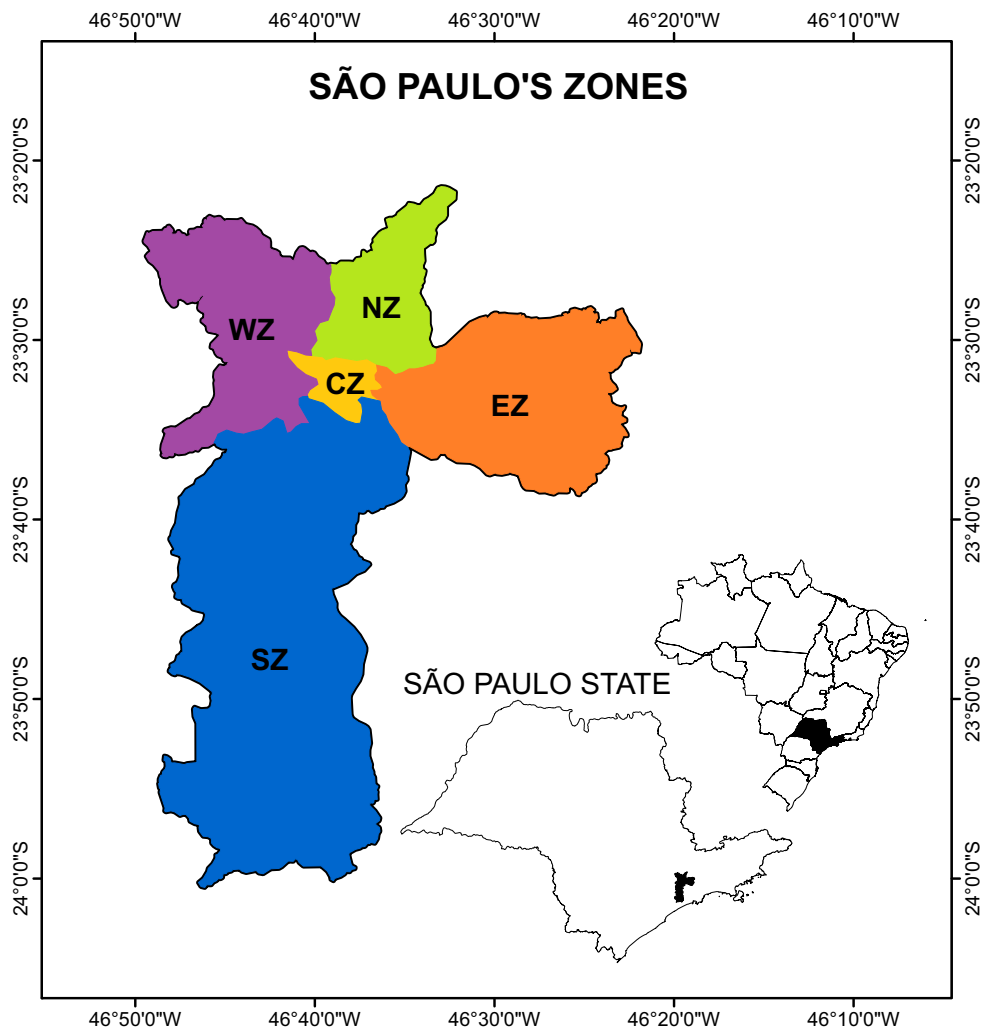 46°50'0"W 46°40'0"W 46°30'0"W 46°20'0"W 46°10'0"W
SÃO PAULO'S ZONES
23°20'0"S 23°20'0"S
NZ
WZ
23°30'0"S 23°30'0"S
CZ
EZ
23°40'0"S 23°40'0"S
SZ
SÃO PAULO STATE
23°50'0"S 23°50'0"S
24°0'0"S 24°0'0"S
46°50'0"W 46°40'0"W 46°30'0"W 46°20'0"W 46°10'0"W